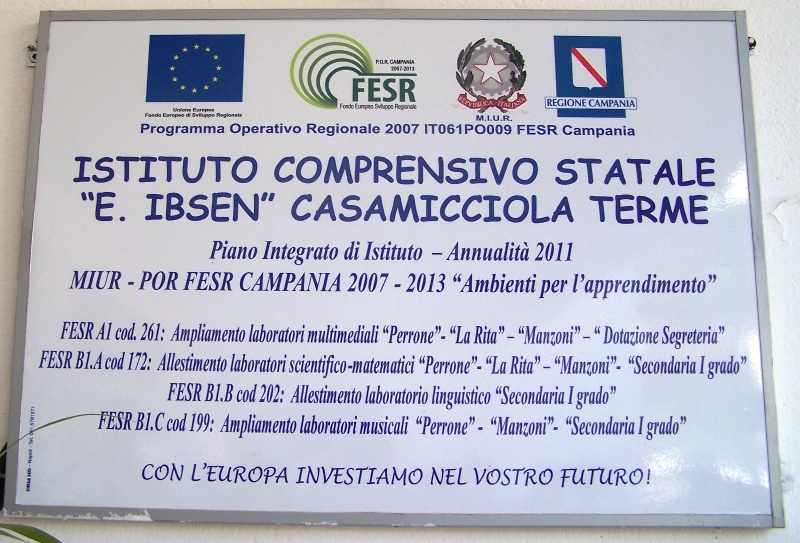 Unione Europea
Fondo Europeo di Sviluppo Regionale
P.O.R. CAMPANIA
2007-2013
FESR
Fondo Europeo Sviluppo Regionale
REPVBBLICA ITALIANA
M.I.U.R.
REGIONE CAMPANIA
Programma Operativo Regionale 2007 IT061PO009 FESR Campania
ISTITUTO COMPRENSIVO STATALE
“E. IBSEN” CASAMICCIOLA TERME
Piano Integrato di Istituto – Annualità 2011
MIUR - POR FESR CAMPANIA 2007 - 2013 “Ambienti per l’apprendimento”
FESR A1 cod. 261: Ampliamento laboratori multimediali “Perrone”- “La Rita” – “Manzoni” – “ Dotazione Segreteria”
FESR B1.A cod 172: Allestimento laboratori scientifico-matematici “Perrone”- “La Rita” – “Manzoni”- “Secondaria I grado”
FESR B1.B cod 202: Allestimento laboratorio linguistico “Secondaria I grado”
FESR B1.C cod 199: Ampliamento laboratori musicali “Perrone” - “Manzoni”- “Secondaria I grado”
CON L’EUROPA INVESTIAMO NEL VOSTRO FUTURO!
Napoli - Tel.